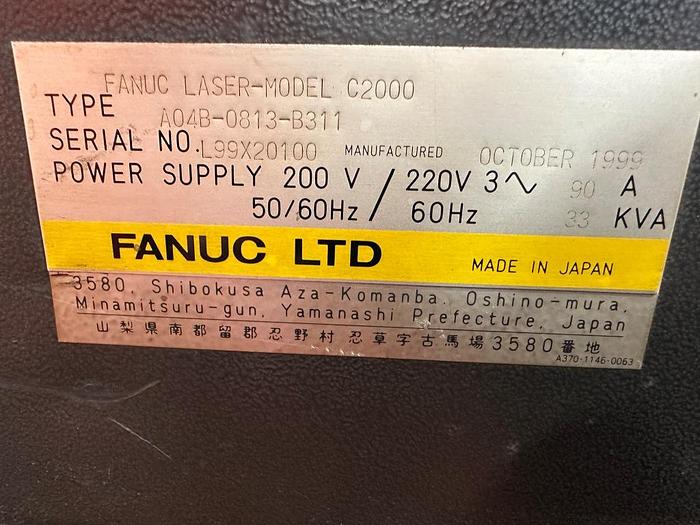 FANUC LASER-MODEL C2000
TYPE A04B-0813-B311
SERIAL NO. L99X20100 MANUFACTURED OCTOBER 1999
POWER SUPPLY 200 V / 220V 3~ 90 A
50/60Hz / 60Hz 33 KVA
FANUC LTD MADE IN JAPAN
3580, Shibokusa Aza-Komanba, Oshino-mura,
Minamitsuru-gun, Yamanashi Prefecture, Japan
山梨県南都留郡忍野村忍草字古馬場3580番地
A370-1146-0063